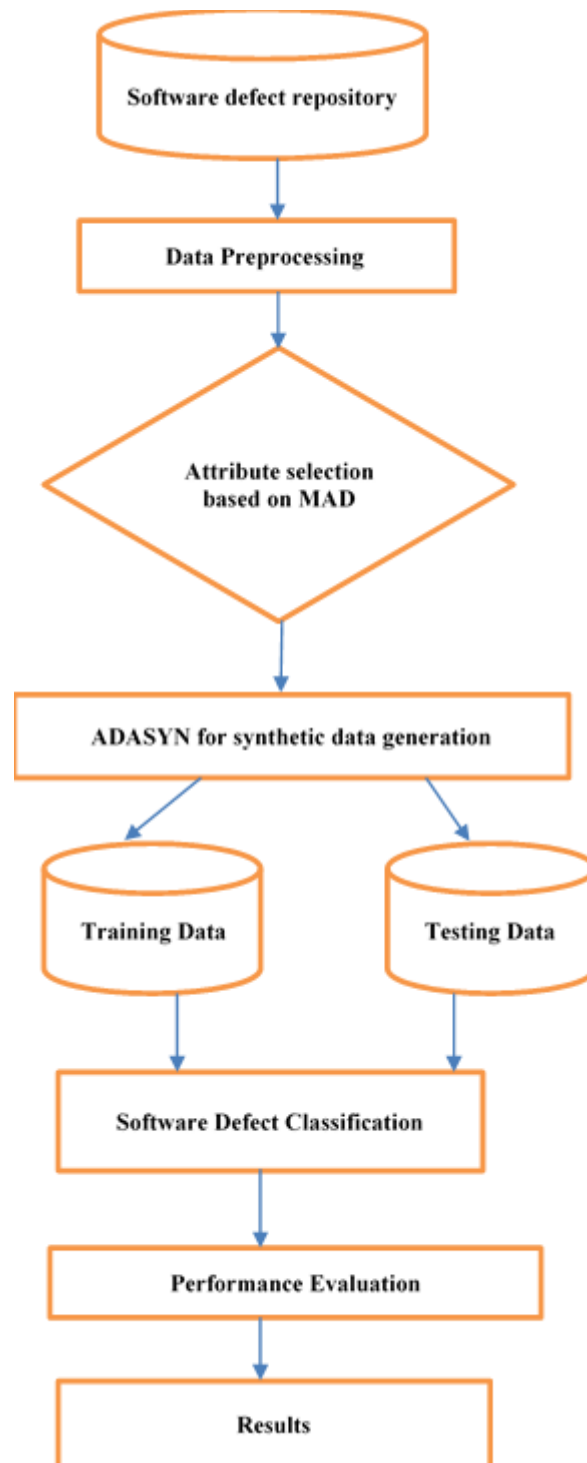 Software defect repository
Data Preprocessing
Attribute selection
based on MAD
ADASYN for synthetic data generation
Training Data
Testing Data
Software Defect Classification
Performance Evaluation
Results